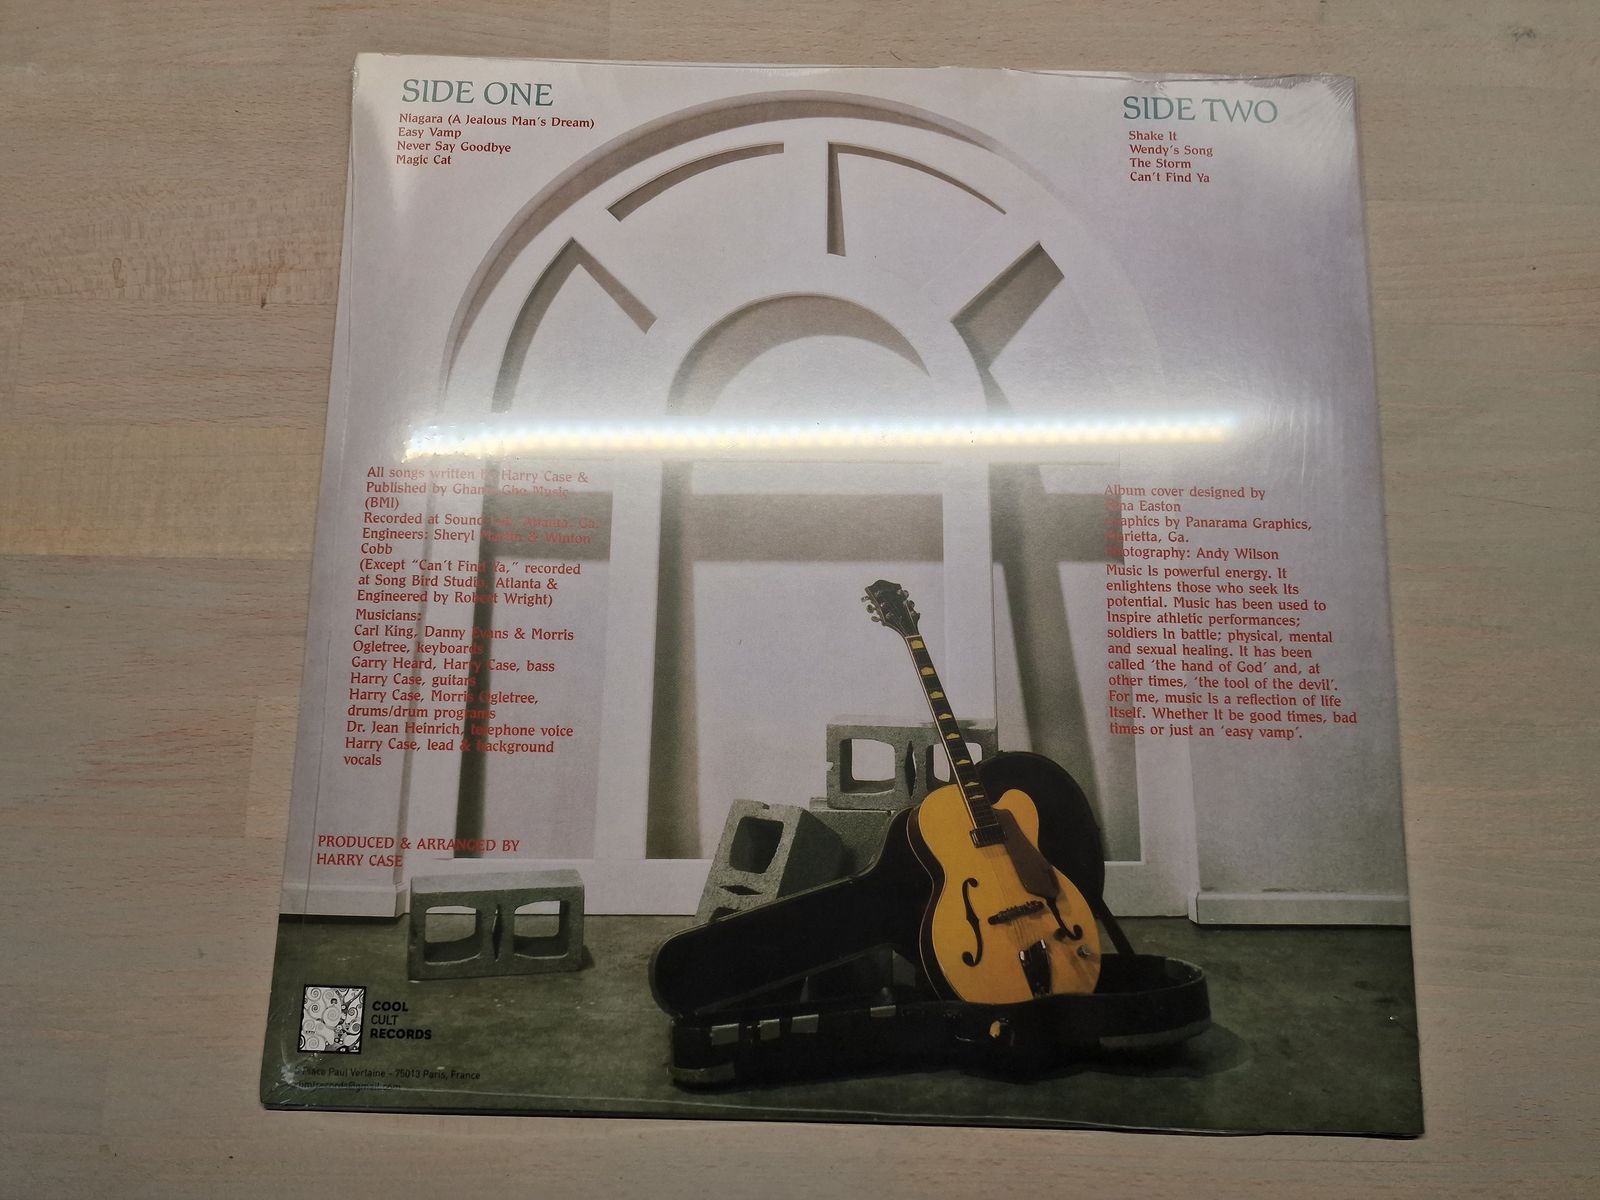 SIDE ONE
Niagara (A Jealous Man's Dream)
Easy Vamp
Never Say Goodbye
Magic Cat
SIDE TWO
Shake It
Wendy's Song
The Storm
Can't Find Ya
All songs written by Harry Case &
Published by Music
(BMI)
Recorded at Sound Atlanta, Ga.
Engineers: Sheryl Martin & Winton
Cobb
(Except "Can't Find Ya," recorded
at Song Bird Studio, Atlanta &
Engineered by Robert Wright)
Musicians:
Carl King, Danny Evans & Morris
Ogletree, keyboards
Garry Heard, Harry Case, bass
Harry Case, guitars
Harry Case, Morris Ogletree,
drums/drum programs
Dr. Jean Heinrich, telephone voice
Harry Case, lead & background
vocals
PRODUCED & ARRANGED BY
HARRY CASE
Album cover designed by
Easton
Graphics by Panarama Graphics,
Marietta, Ga.
Photography: Andy Wilson
Music Is powerful energy. It
enlightens those who seek Its
potential. Music has been used to
Inspire athletic performances;
soldiers In battle; physical, mental
and sexual healing. It has been
called 'the hand of God' and, at
other times, 'the tool of the devil'.
For me, music Is a reflection of life
Itself. Whether It be good times, bad
times or just an 'easy vamp'.
COOL
CULT
RECORDS
Place Paul Verlaine - 75013 Paris, France